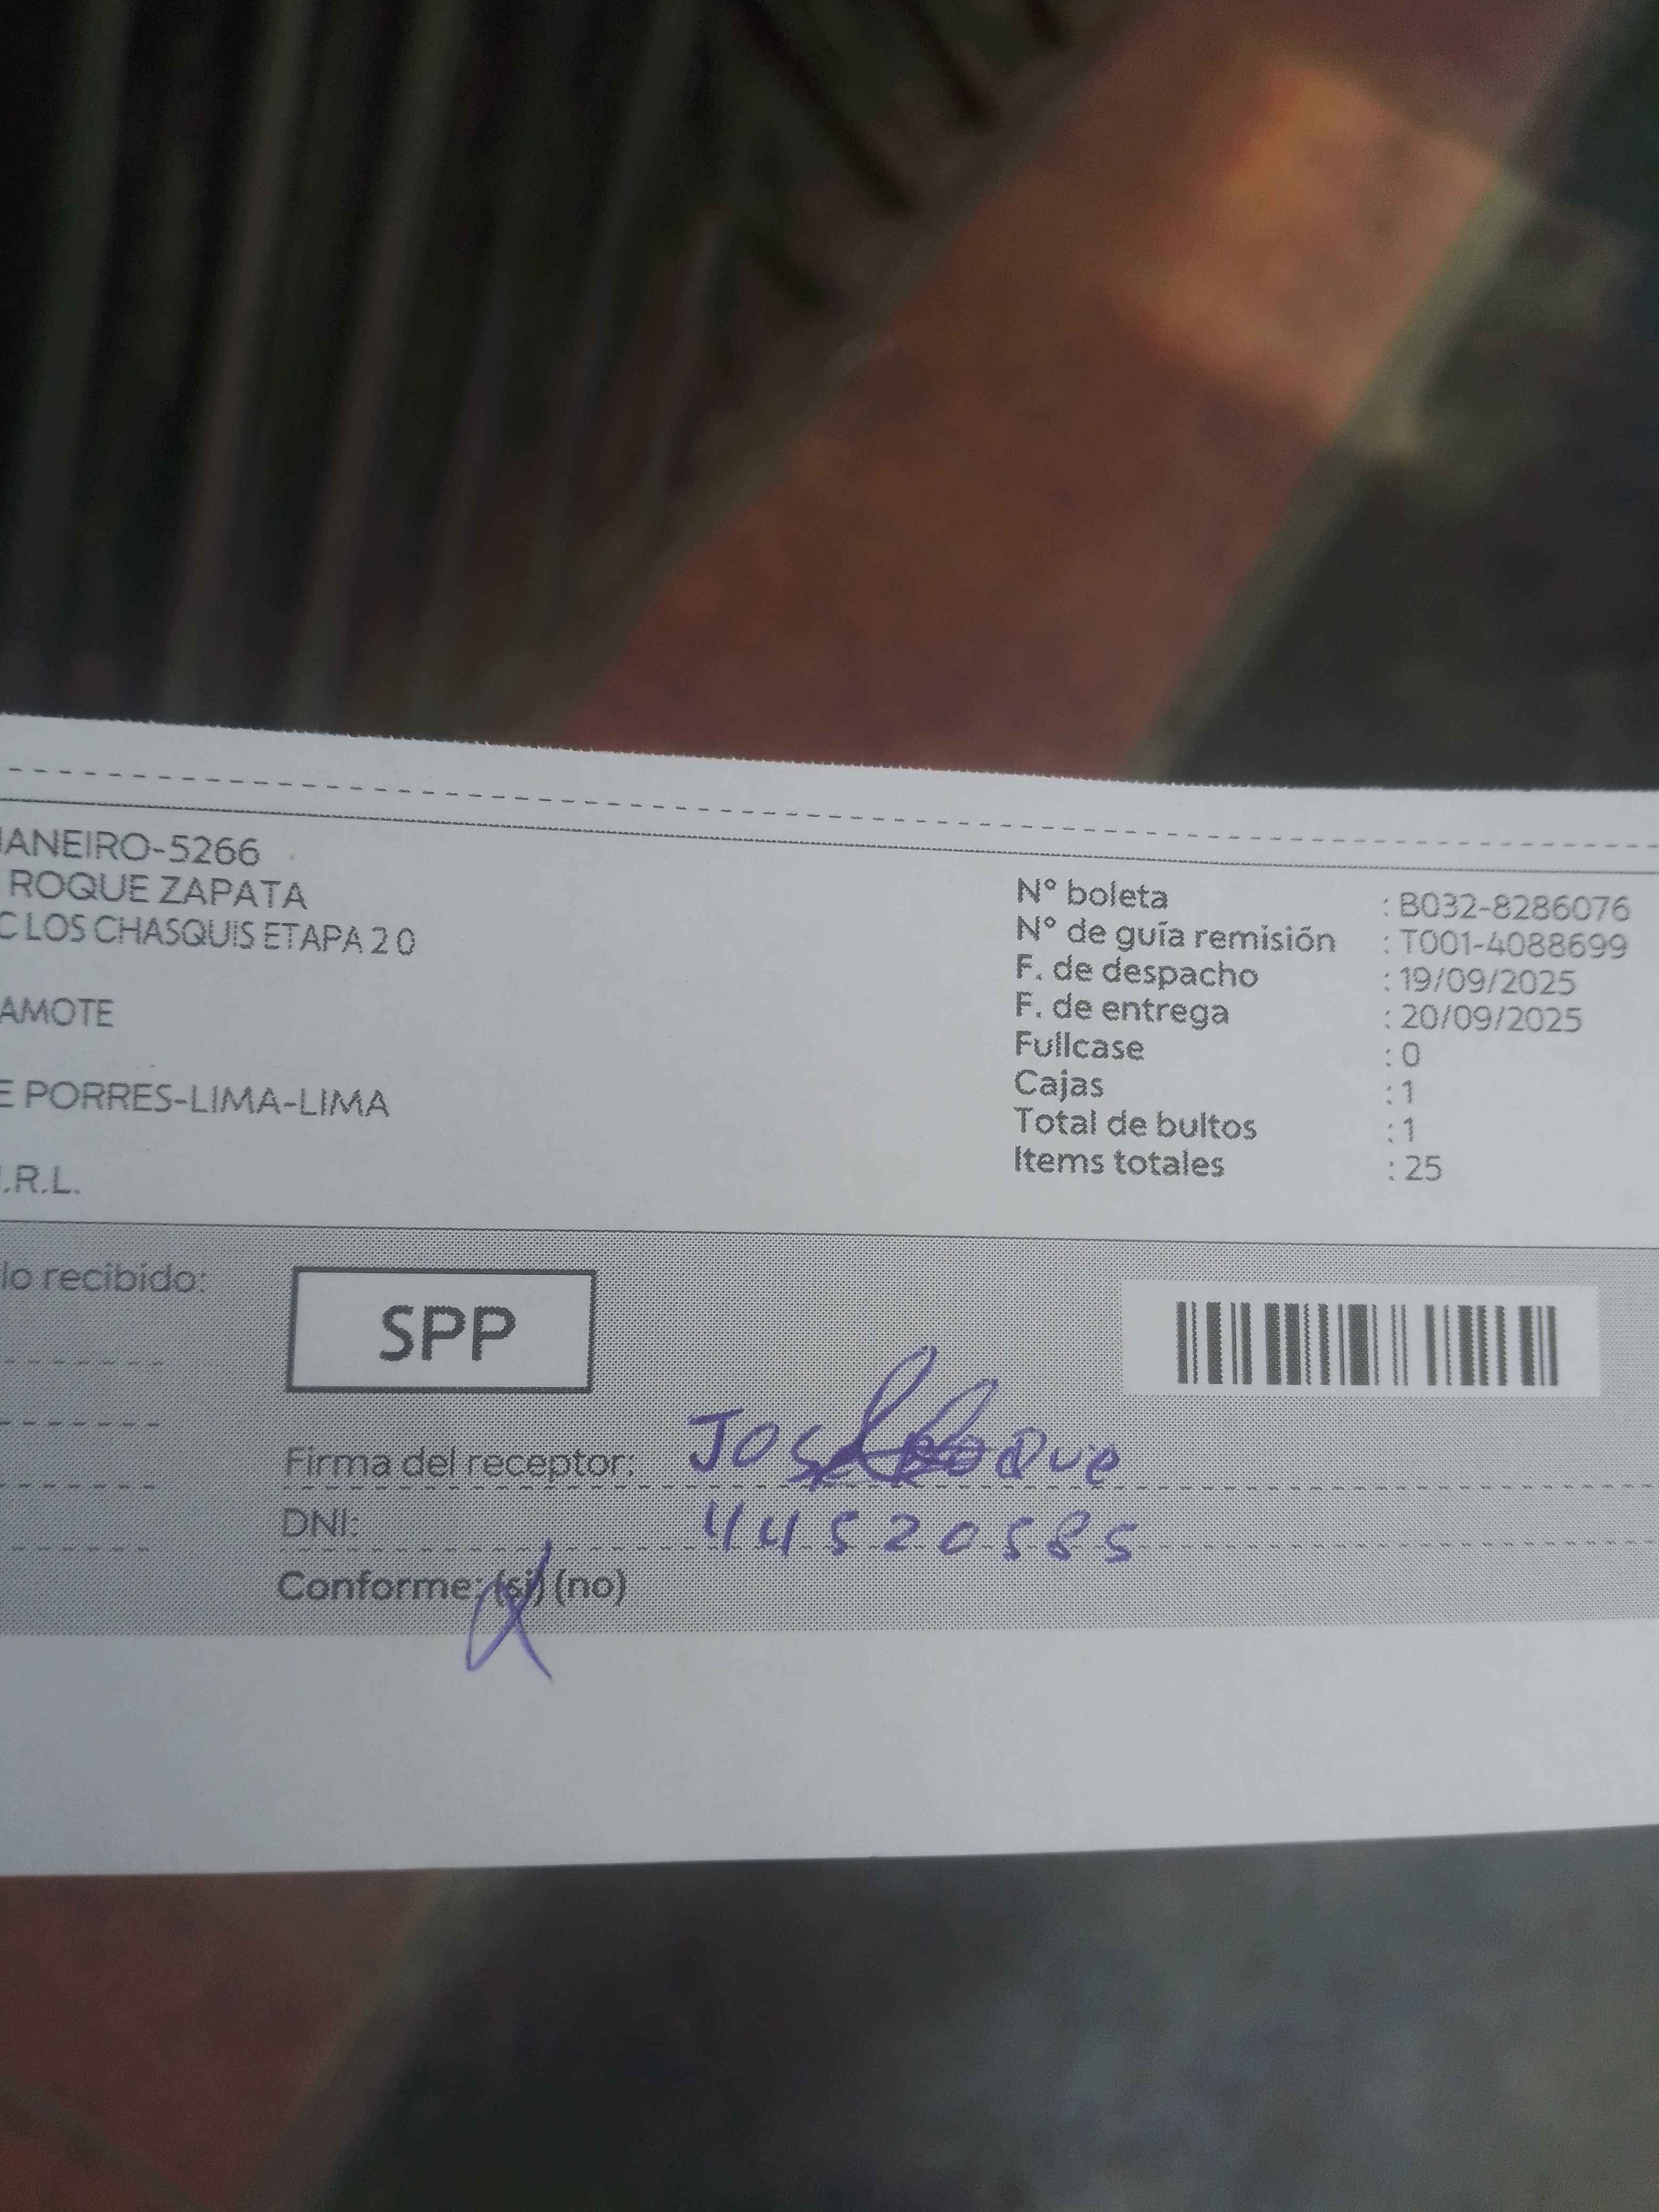 JANEIRO-5266
ROQUE ZAPATA
C LOS CHASQUIS ETAPA 2 0
AMOTE
E PORRES-LIMA-LIMA
.R.L.
N° boleta : B032-8286076
N° de guía remisión : T001-4088699
F. de despacho : 19/09/2025
F. de entrega : 20/09/2025
Fullcase : 0
Cajas : 1
Total de bultos : 1
Items totales : 25
lo recibido:
SPP
Firma del receptor: JOSE ROQUE
DNI: 44520585
Conforme: (si) (no)